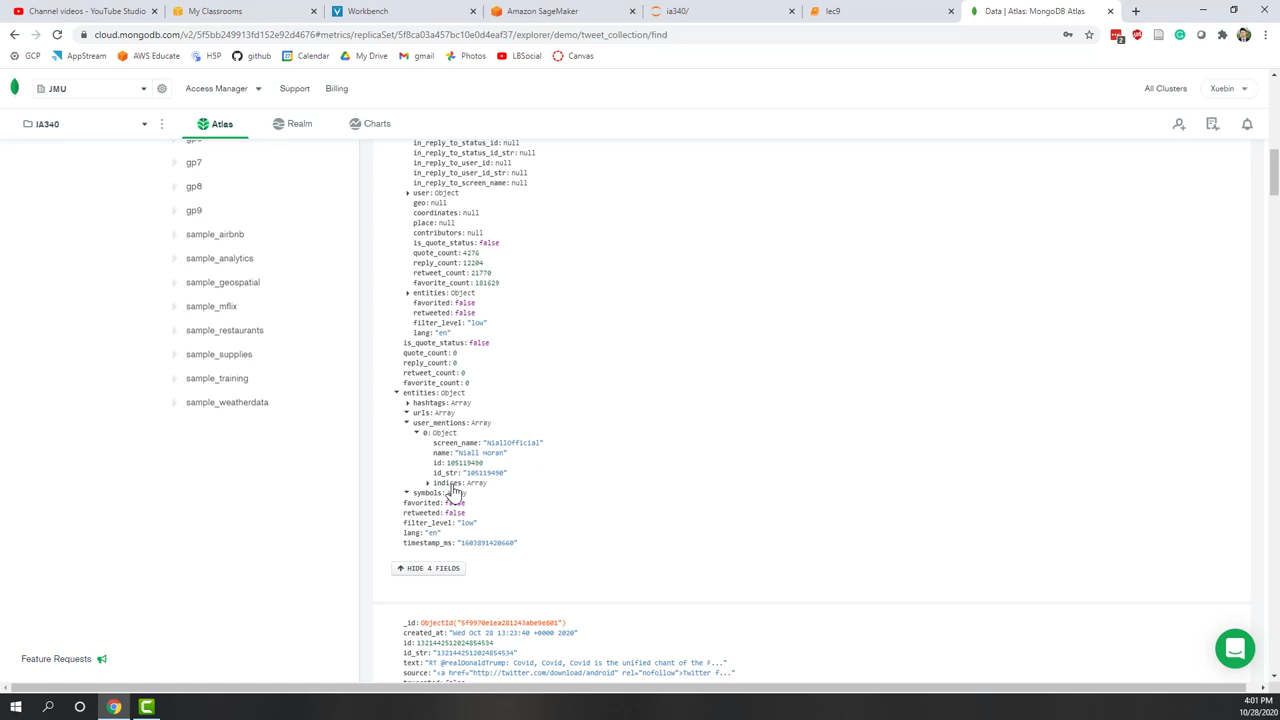 Channel videos - YouTube Studio
My Classrooms
Workbench
Amazon SageMaker
ia340/
lec9
Data | Atlas: MongoDB Atlas
cloud.mongodb.com/v2/5f5bb249913fd152e92d4676#metrics/replicaSet/5f8ca03a457bc10e0d4eaf37/explorer/demo/tweet_collection/find
GCP
AppStream
AWS Educate
H5P
github
Calendar
My Drive
gmail
Photos
LBSocial
Canvas
JMU
Access Manager
Support
Billing
All Clusters
Xuebin
IA340
Atlas
Realm
Charts
gp7
gp8
gp9
sample_airbnb
sample_analytics
sample_geospatial
sample_mflix
sample_restaurants
sample_supplies
sample_training
sample_weatherdata
Feature Requests
in_reply_to_status_id: null
in_reply_to_status_id_str: null
in_reply_to_user_id: null
in_reply_to_user_id_str: null
in_reply_to_screen_name: null
user: Object
geo: null
coordinates: null
place: null
contributors: null
is_quote_status: false
quote_count: 4276
reply_count: 12204
retweet_count: 21770
favorite_count: 181629
entities: Object
favorited: false
retweeted: false
filter_level: "low"
lang: "en"
is_quote_status: false
quote_count: 0
reply_count: 0
retweet_count: 0
favorite_count: 0
entities: Object
hashtags: Array
urls: Array
user_mentions: Array
0: Object
screen_name: "NiallOfficial"
name: "Niall Horan"
id: 105119490
id_str: "105119490"
indices: Array
symbols: Array
favorited: false
retweeted: false
filter_level: "low"
lang: "en"
timestamp_ms: "1603891420660"
HIDE 4 FIELDS
_id: ObjectId("5f9970e1ea281243abe9e801")
created_at: "Wed Oct 28 13:23:40 +0000 2020"
id: 1321442512024854534
id_str: "1321442512024854534"
text: "RT @realDonaldTrump: Covid, Covid, Covid is the unified chant of the F..."
source: "<a href="http://twitter.com/download/android" rel="nofollow">Twitter f..."
4:01 PM
10/28/2020